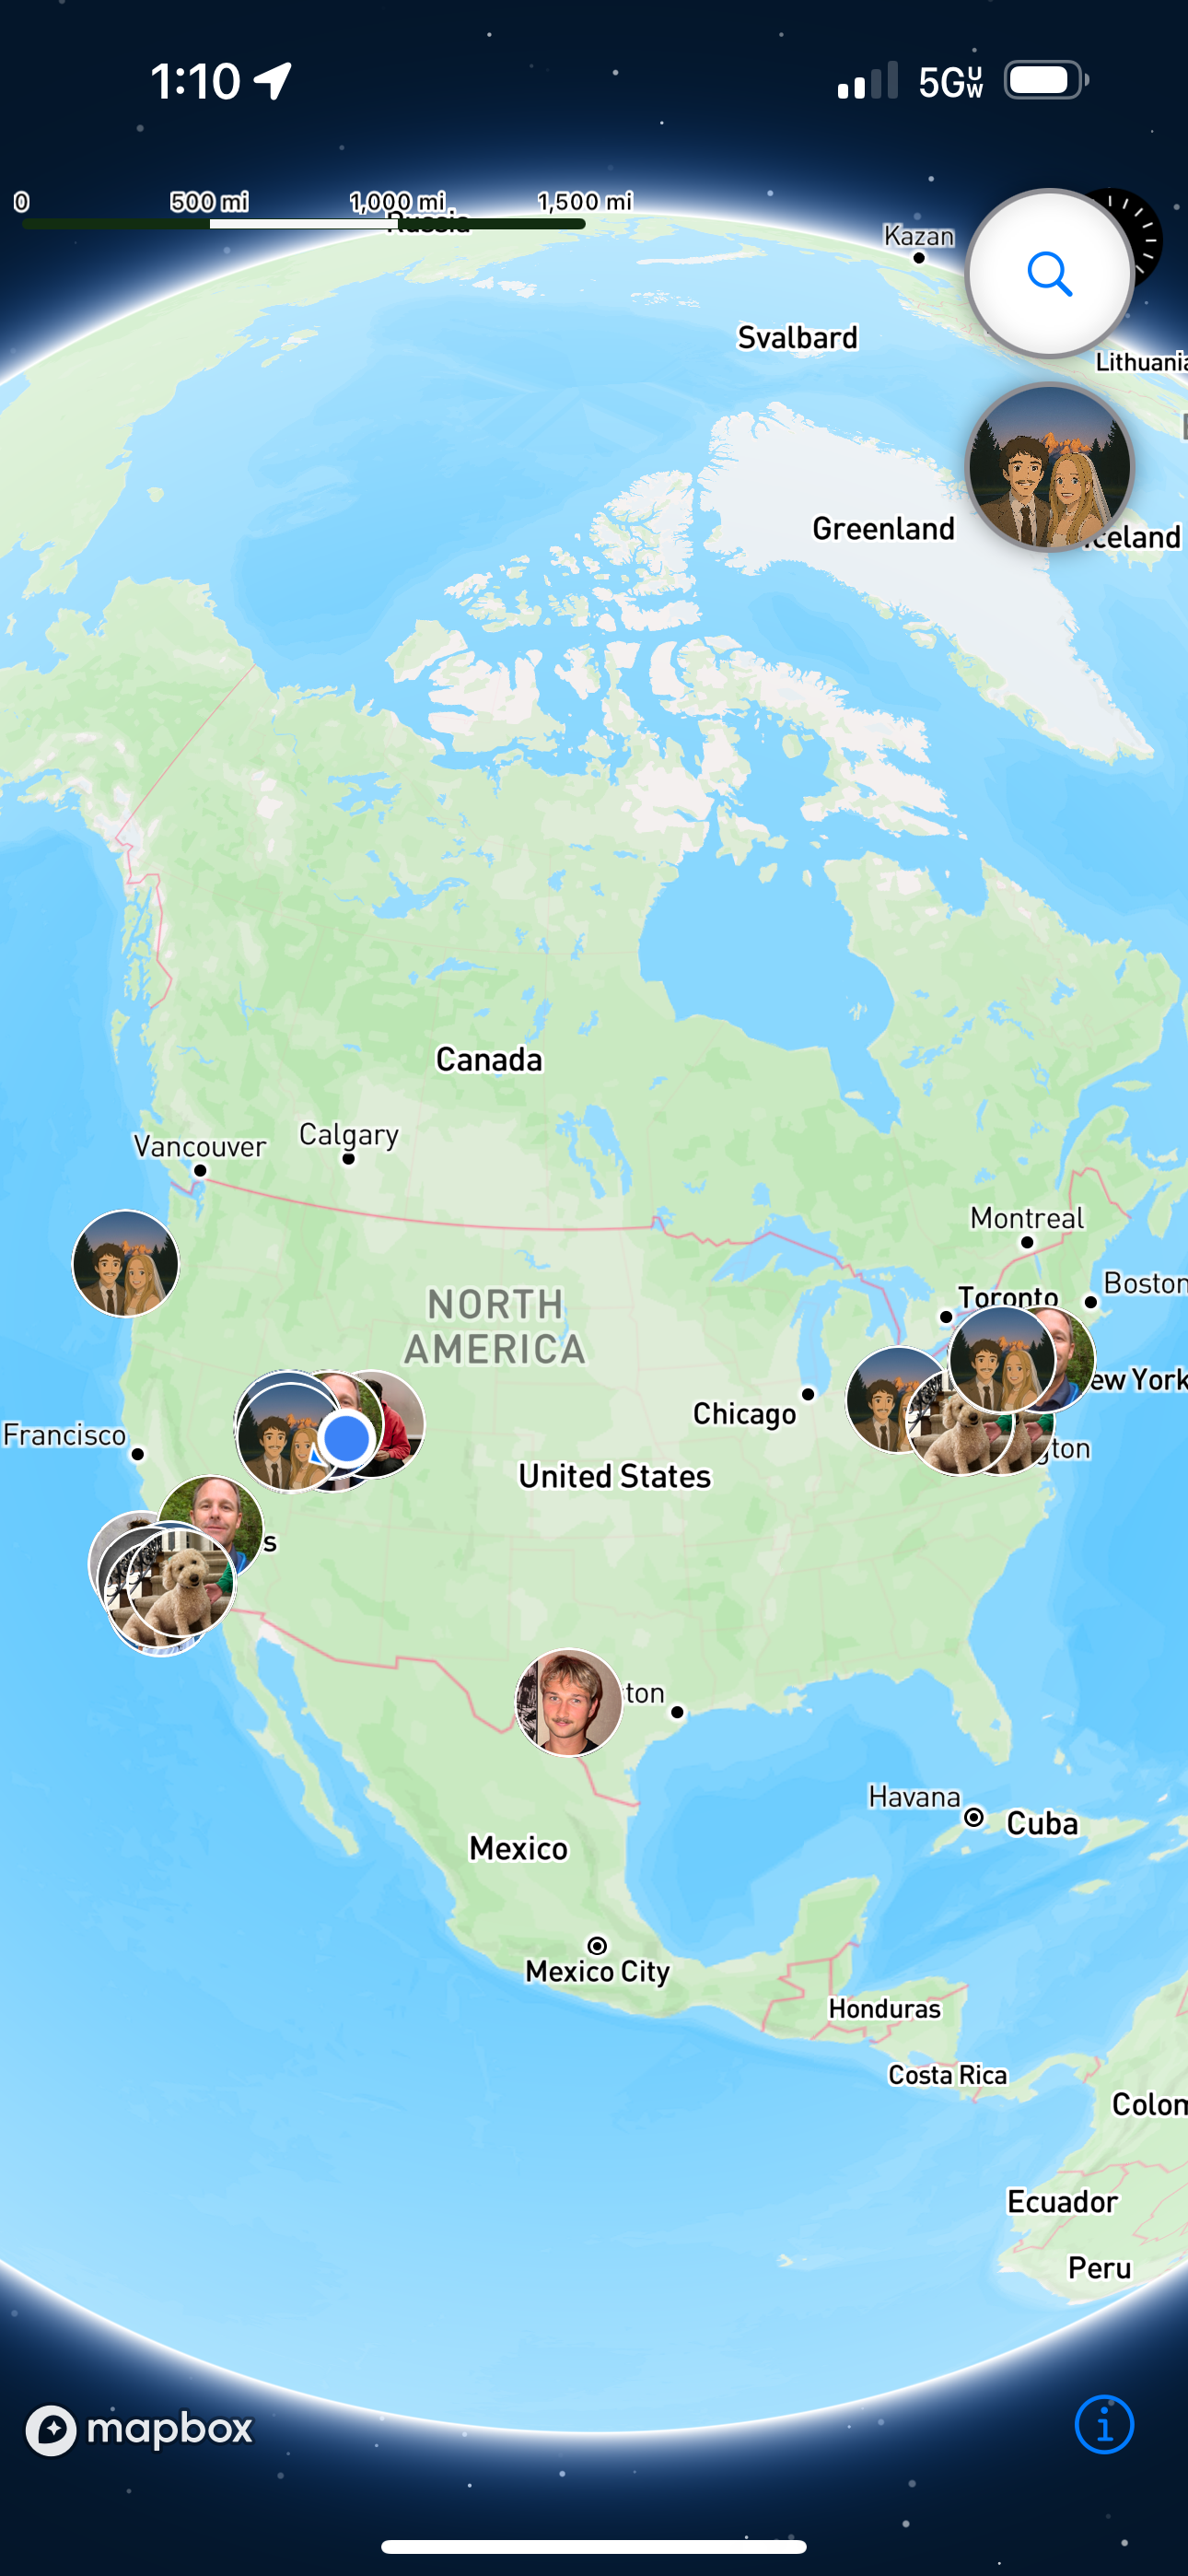 1:10
5G UW
0 500 mi 1,000 mi 1,500 mi
Russia
Kazan
Svalbard
Lithuania
Greenland
celand
Canada
Vancouver
Calgary
Montreal
NORTH
AMERICA
Toronto
Boston
ew York
Chicago
Francisco
gton
United States
s
ton
Havana
Cuba
Mexico
Mexico City
Honduras
Costa Rica
Colom
Ecuador
Peru
mapbox